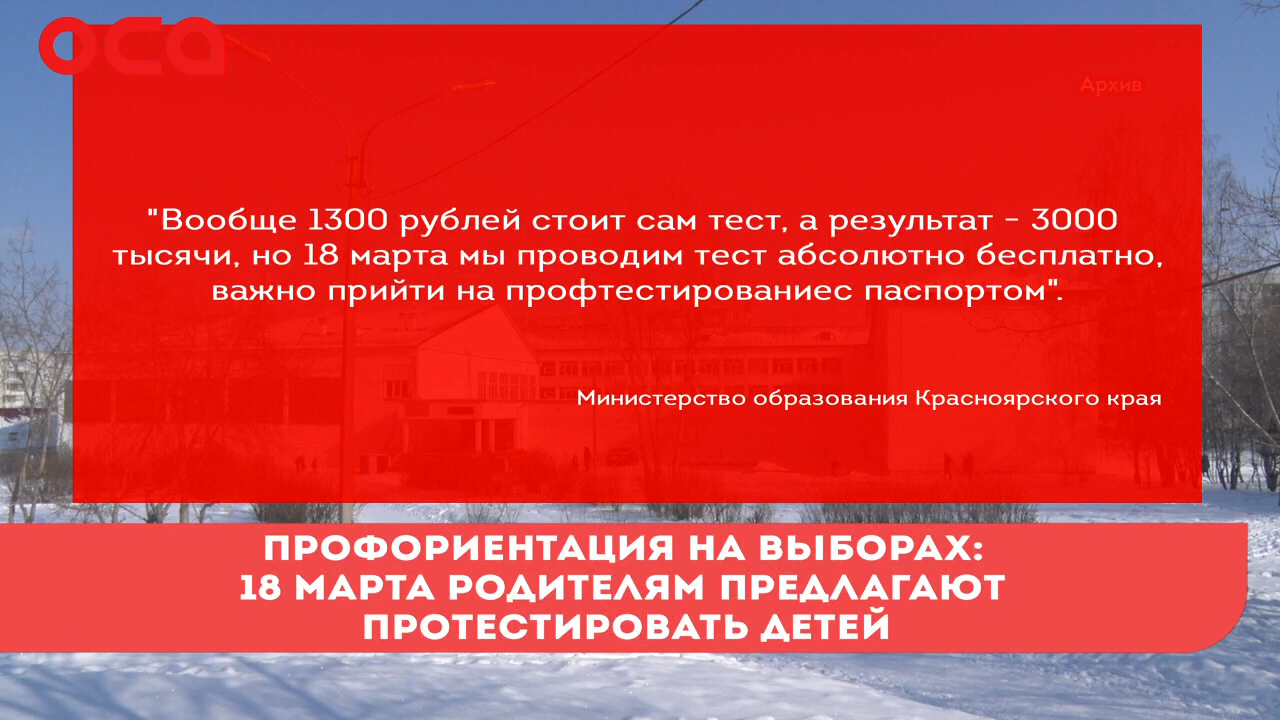 оса
Архив
"Вообще 1300 рублей стоит сам тест, а результат - 3000
тысячи, но 18 марта мы проводим тест абсолютно бесплатно,
важно прийти на профтестированиес паспортом".
Министерство образования Красноярского края
ПРОФОРИЕНТАЦИЯ НА ВЫБОРАХ:
18 МАРТА РОДИТЕЛЯМ ПРЕДЛАГАЮТ
ПРОТЕСТИРОВАТЬ ДЕТЕЙ